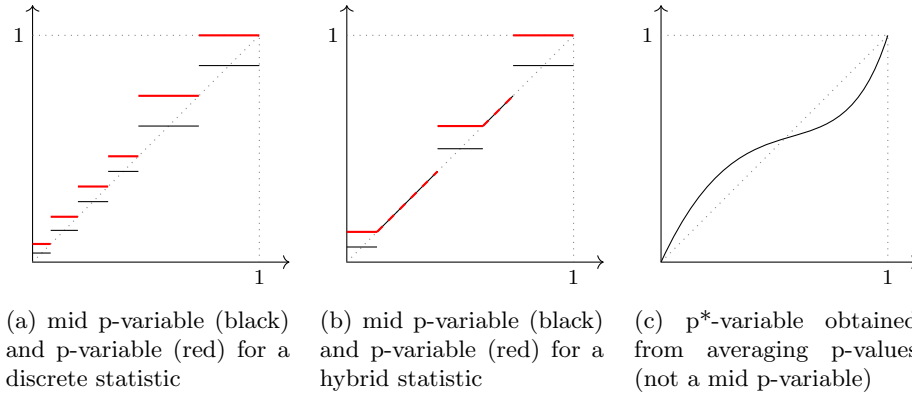 1
1
1
1
1
1
(a) mid p-variable (black)
and p-variable (red) for a
discrete statistic
(b) mid p-variable (black)
and p-variable (red) for a
hybrid statistic
(c) p*-variable obtained
from averaging p-values
(not a mid p-variable)